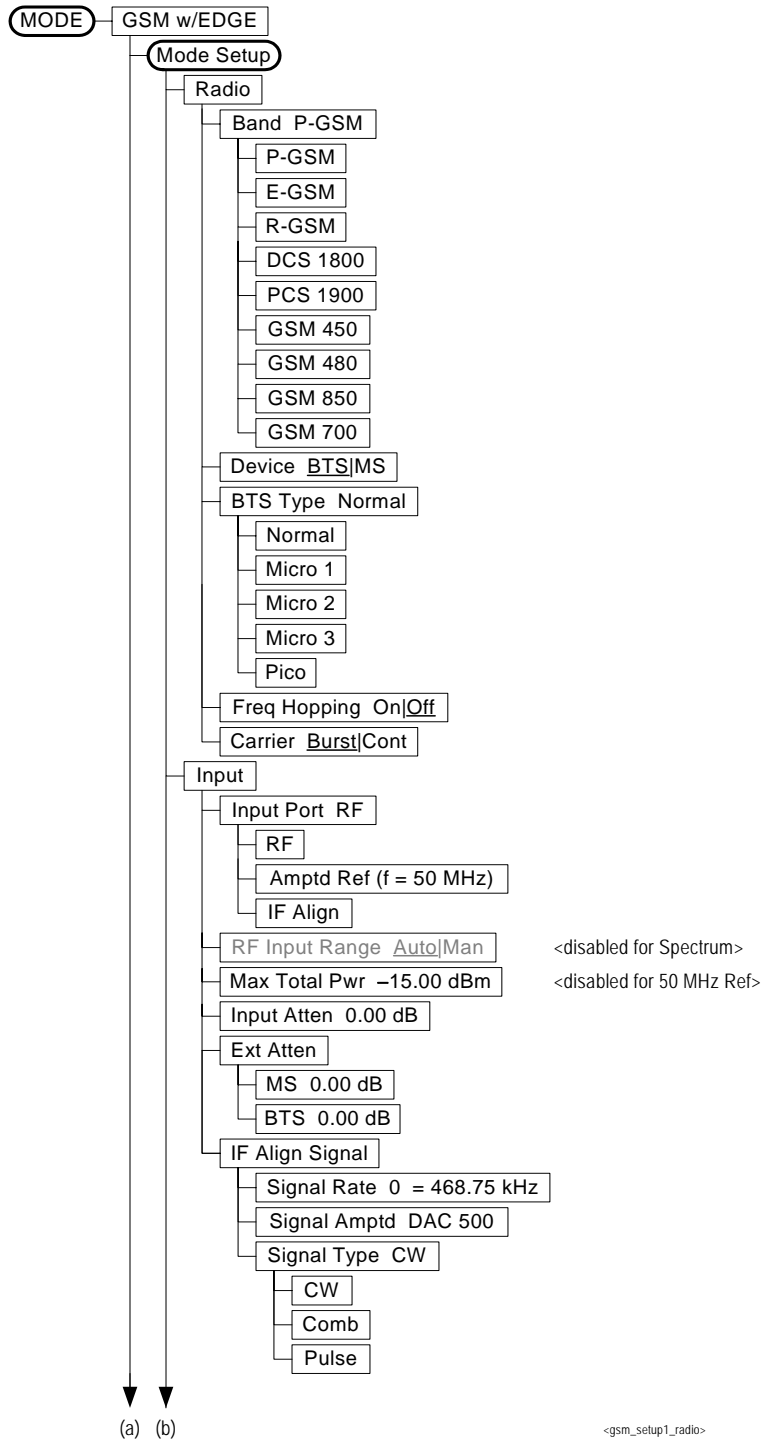 MODE GSM w/EDGE
Mode Setup
Radio
Band P-GSM
P-GSM
E-GSM
R-GSM
DCS 1800
PCS 1900
GSM 450
GSM 480
GSM 850
GSM 700
Device BTS|MS
BTS Type Normal
Normal
Micro 1
Micro 2
Micro 3
Pico
Freq Hopping On|Off
Carrier Burst|Cont
Input
Input Port RF
RF
Amptd Ref (f = 50 MHz)
IF Align
RF Input Range Auto|Man <disabled for Spectrum>
Max Total Pwr –15.00 dBm <disabled for 50 MHz Ref>
Input Atten 0.00 dB
Ext Atten
MS 0.00 dB
BTS 0.00 dB
IF Align Signal
Signal Rate 0 = 468.75 kHz
Signal Amptd DAC 500
Signal Type CW
CW
Comb
Pulse
(a) (b) <gsm_setup1_radio>